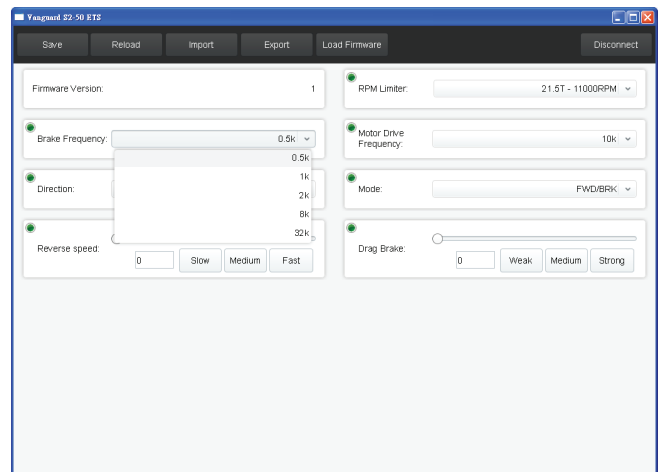 Vanguard S2-50 ETS
Save Reload Import Export Load Firmware Disconnect
Firmware Version: 1
RPM Limiter: 21.5T - 11000RPM
Brake Frequency: 0.5k
Motor Drive
Frequency: 10k
0.5k
1k
2k
8k
32k
Direction:
Mode: FWD/BRK
Reverse speed:
0 Slow Medium Fast
Drag Brake:
0 Weak Medium Strong